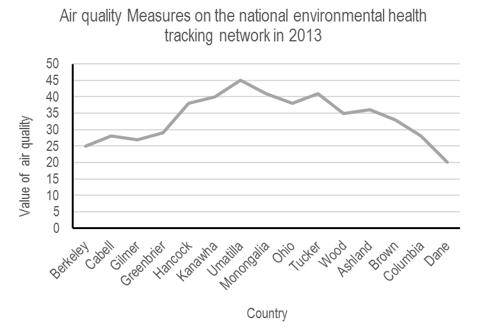 Air quality Measures on the national environmental health
tracking network in 2013
50
45
40
35
30
25
20
15
10
5
0
Value of air quality
Berkeley
Cabell
Gilmer
Greenbrier
Hancock
Kanawha
Umatilla
Monongalia
Ohio
Tucker
Wood
Ashland
Brown
Columbia
Dane
Country